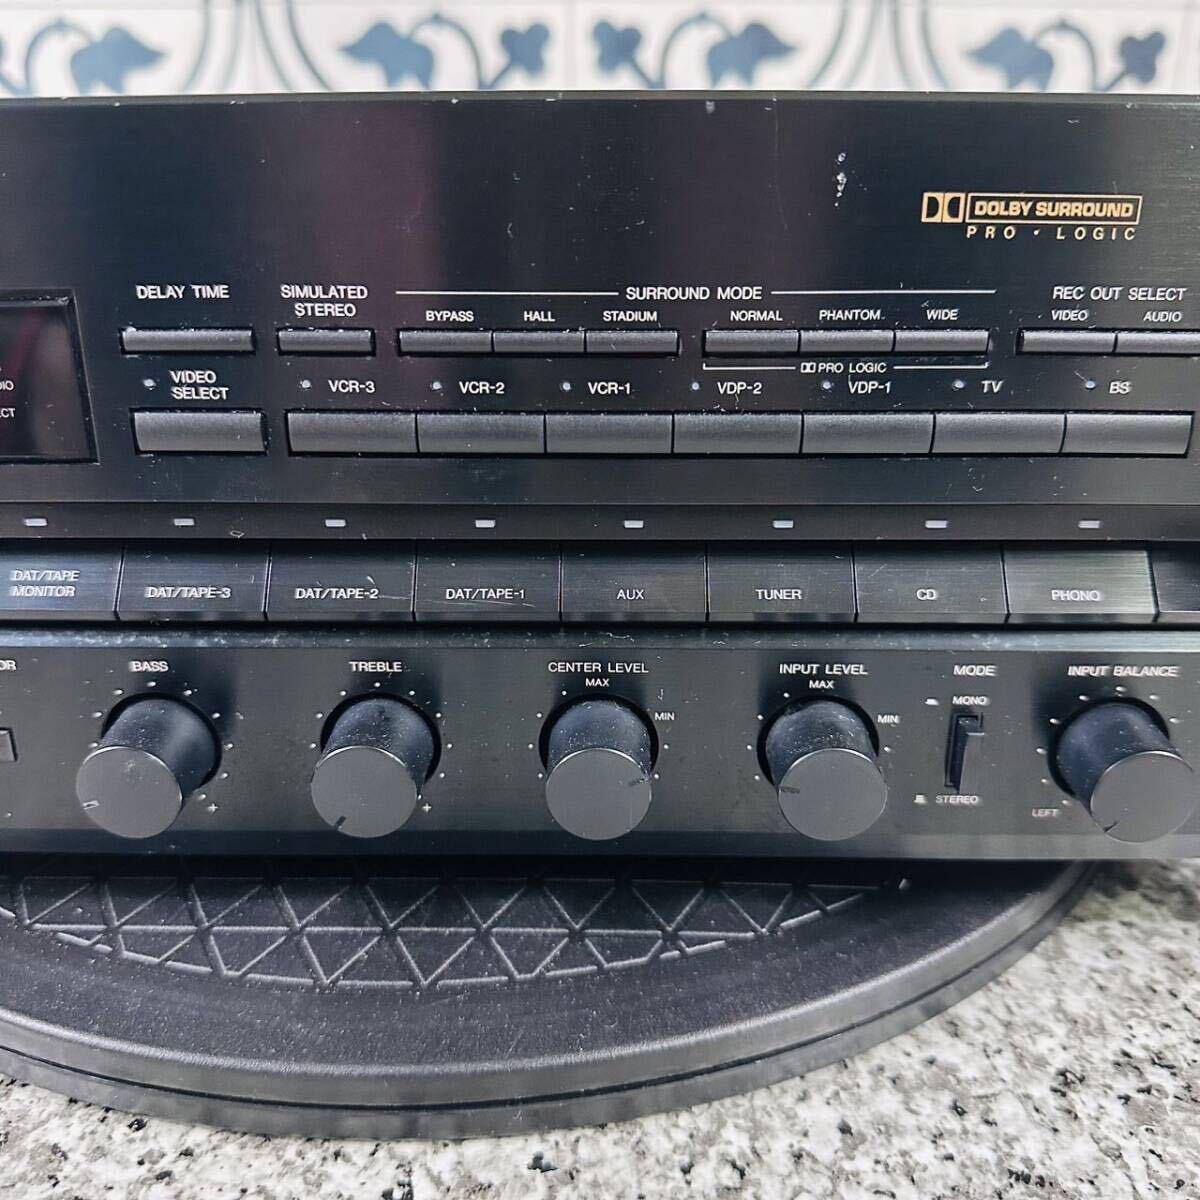 DOLBY SURROUND
PRO • LOGIC
DELAY TIME
SIMULATED
STEREO
SURROUND MODE
REC OUT SELECT
BYPASS HALL STADIUM NORMAL PHANTOM WIDE VIDEO AUDIO
PRO LOGIC
VIDEO
SELECT
VCR-3 VCR-2 VCR-1 VDP-2 VDP-1 TV BS
DAT/TAPE
MONITOR
DAT/TAPE-3 DAT/TAPE-2 DAT/TAPE-1 AUX TUNER CD PHONO
BASS TREBLE CENTER LEVEL INPUT LEVEL MODE INPUT BALANCE
MAX MIN MAX MIN MONO
+ + STEREO LEFT